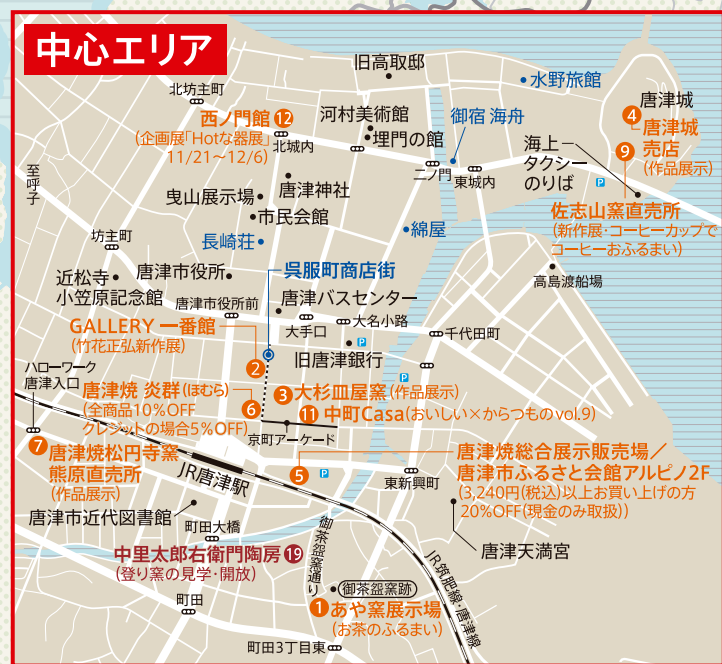 中心エリア
旧高取邸
水野旅館
北坊主町
西ノ門館 12
(企画展「Hotな器展」
11/21～12/6)
北城内
河村美術館
埋門の館
御宿 海舟
唐津城
4 唐津城
売店
(作品展示)
至呼子
二ノ門
東城内
海上ー
タクシー
のりば
9
佐志山窯直売所
(新作展・コーヒーカップで
コーヒーおふるまい)
唐津神社
曳山展示場
市民会館
長崎荘
綿屋
坊主町
近松寺
小笠原記念館
唐津市役所
呉服町商店街
高島渡船場
唐津市役所前
唐津バスセンター
大手口
大名小路
千代田町
GALLERY 一番館
(竹花正弘新作展)
2
旧唐津銀行
ハローワーク
唐津入口
唐津焼 炎群(ほむら)
(全商品10%OFF
クレジットの場合5%OFF)
6
3 大杉皿屋窯(作品展示)
11 中町Casa(おいしい×からつもの vol.9)
京町アーケード
7 唐津焼松円寺窯
熊原直売所
(作品展示)
JR唐津駅
5
唐津焼総合展示販売場／
唐津市ふるさと会館アルピノ2F
(3,240円(税込)以上お買い上げの方
20%OFF(現金のみ取扱))
東新興町
唐津市近代図書館
町田大橋
唐津天満宮
中里太郎右衛門陶房 19
(登り窯の見学・開放)
御茶盌窯通り
JR筑肥線・唐津線
御茶盌窯跡
町田
1 あや窯展示場
(お茶のふるまい)
町田3丁目東
P
P
P
P